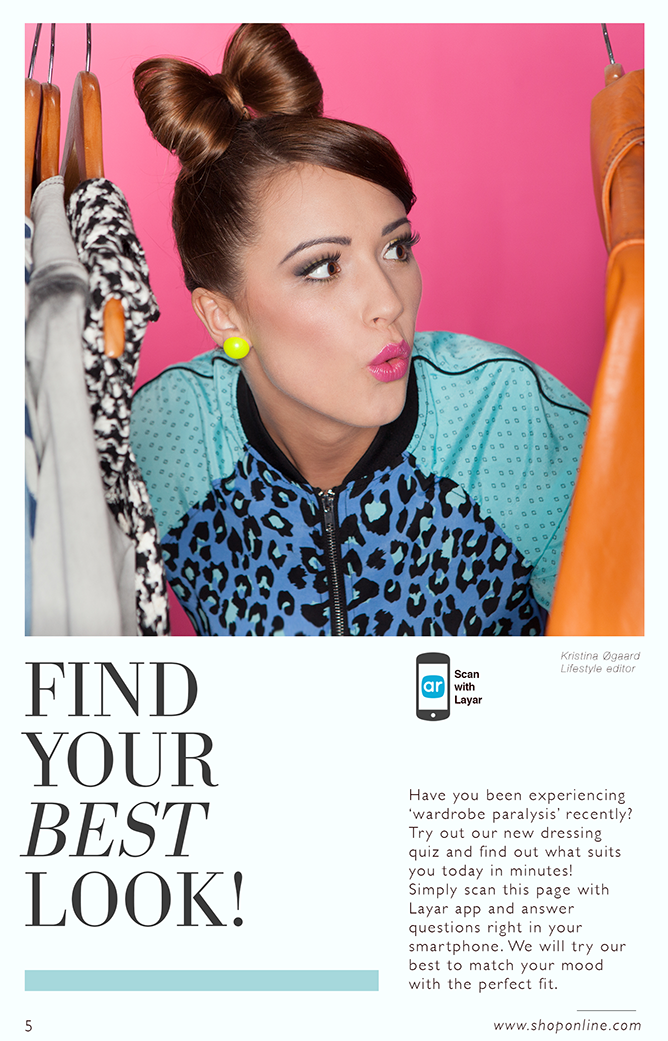 FIND
YOUR
BEST
LOOK!
ar
Scan
with
Layar
Kristina Øgaard
Lifestyle editor
Have you been experiencing
‘wardrobe paralysis’ recently?
Try out our new dressing
quiz and find out what suits
you today in minutes!
Simply scan this page with
Layar app and answer
questions right in your
smartphone. We will try our
best to match your mood
with the perfect fit.
5
www.shoponline.com